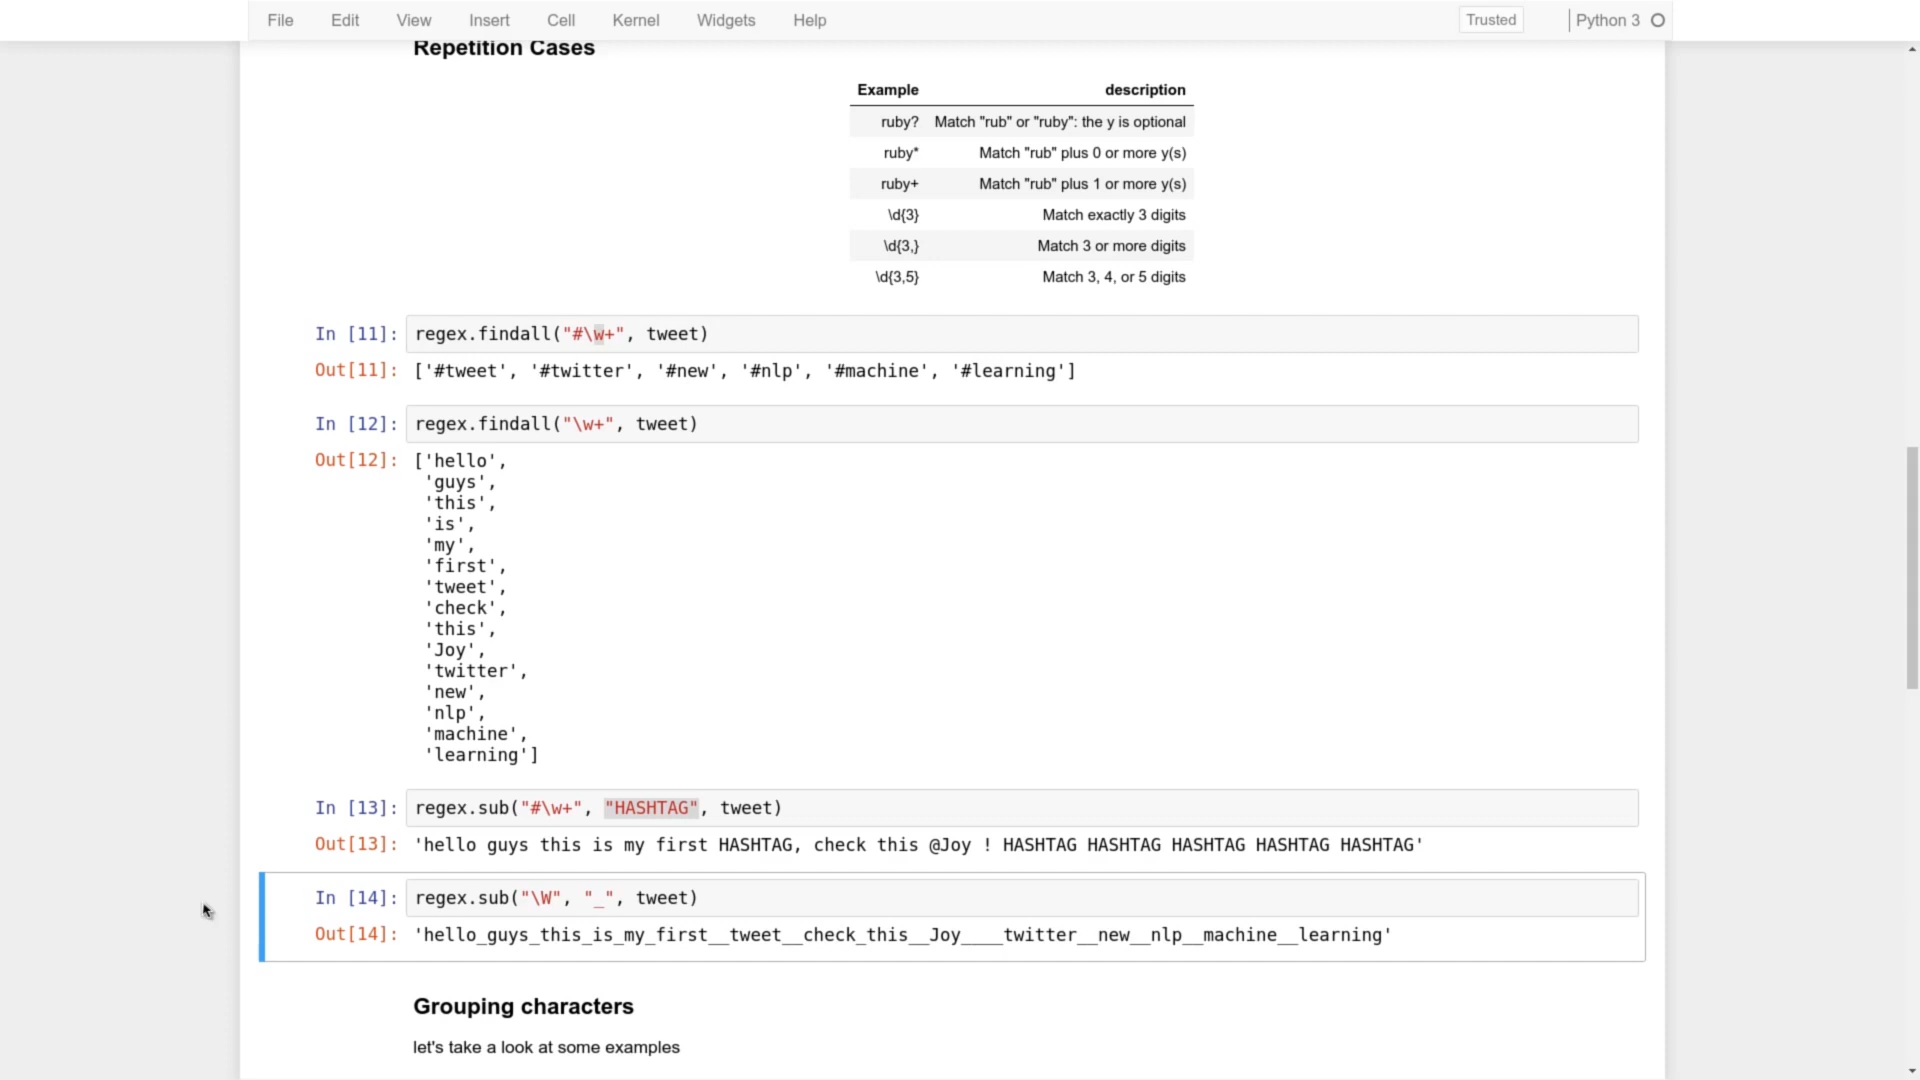 File Edit View Insert Cell Kernel Widgets Help Trusted Python 3
Repetition Cases
Example description
ruby? Match "rub" or "ruby": the y is optional
ruby* Match "rub" plus 0 or more y(s)
ruby+ Match "rub" plus 1 or more y(s)
\d{3} Match exactly 3 digits
\d{3,} Match 3 or more digits
\d{3,5} Match 3, 4, or 5 digits
In [11]: regex.findall("#\w+", tweet)
Out[11]: ['#tweet', '#twitter', '#new', '#nlp', '#machine', '#learning']
In [12]: regex.findall("\w+", tweet)
Out[12]: ['hello',
'guys',
'this',
'is',
'my',
'first',
'tweet',
'check',
'this',
'Joy',
'twitter',
'new',
'nlp',
'machine',
'learning']
In [13]: regex.sub("#\w+", "HASHTAG", tweet)
Out[13]: 'hello guys this is my first HASHTAG, check this @Joy ! HASHTAG HASHTAG HASHTAG HASHTAG HASHTAG'
In [14]: regex.sub("\W", "_", tweet)
Out[14]: 'hello_guys_this_is_my_first__tweet__check_this__Joy____twitter__new__nlp__machine__learning'
Grouping characters
let's take a look at some examples